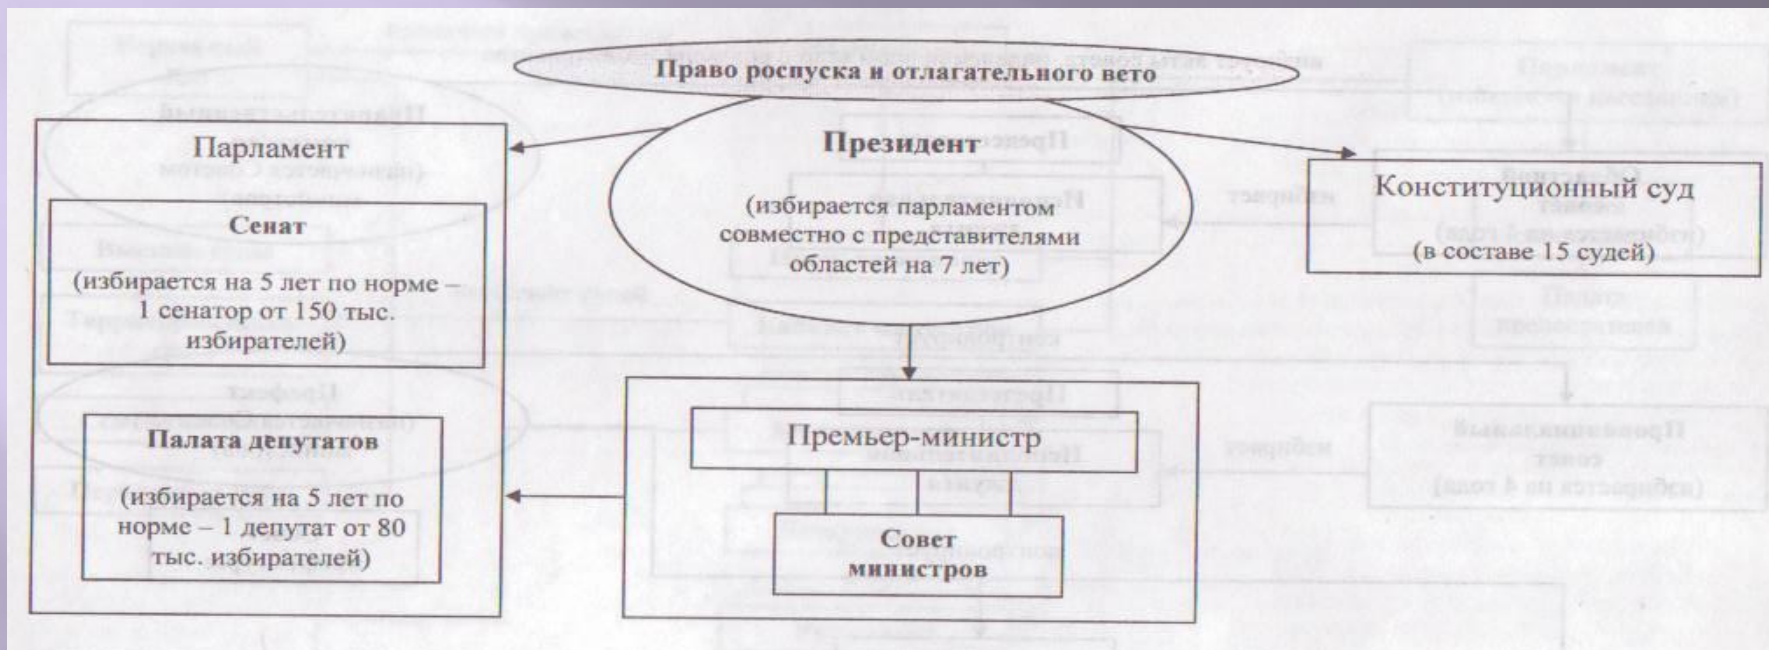 Право роспуска и отлагательного вето
Президент
(избирается парламентом
совместно с представителями
областей на 7 лет)
Парламент
Сенат
(избирается на 5 лет по норме –
1 сенатор от 150 тыс.
избирателей)
Палата депутатов
(избирается на 5 лет по
норме – 1 депутат от 80
тыс. избирателей)
Конституционный суд
(в составе 15 судей)
Премьер-министр
Совет
министров